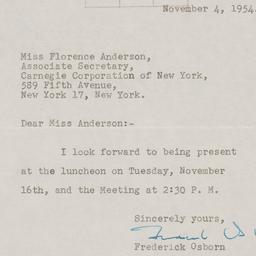 November 4, 1954.
Miss Florence Anderson,
Associate Secretary,
Carnegie Corporation of New York,
589 Fifth Avenue,
New York 17, New York.
Dear Miss Anderson:-
I look forward to being present
at the luncheon on Tuesday, November
16th, and the Meeting at 2:30 P. M.
Sincerely yours,
Frederick Osborn